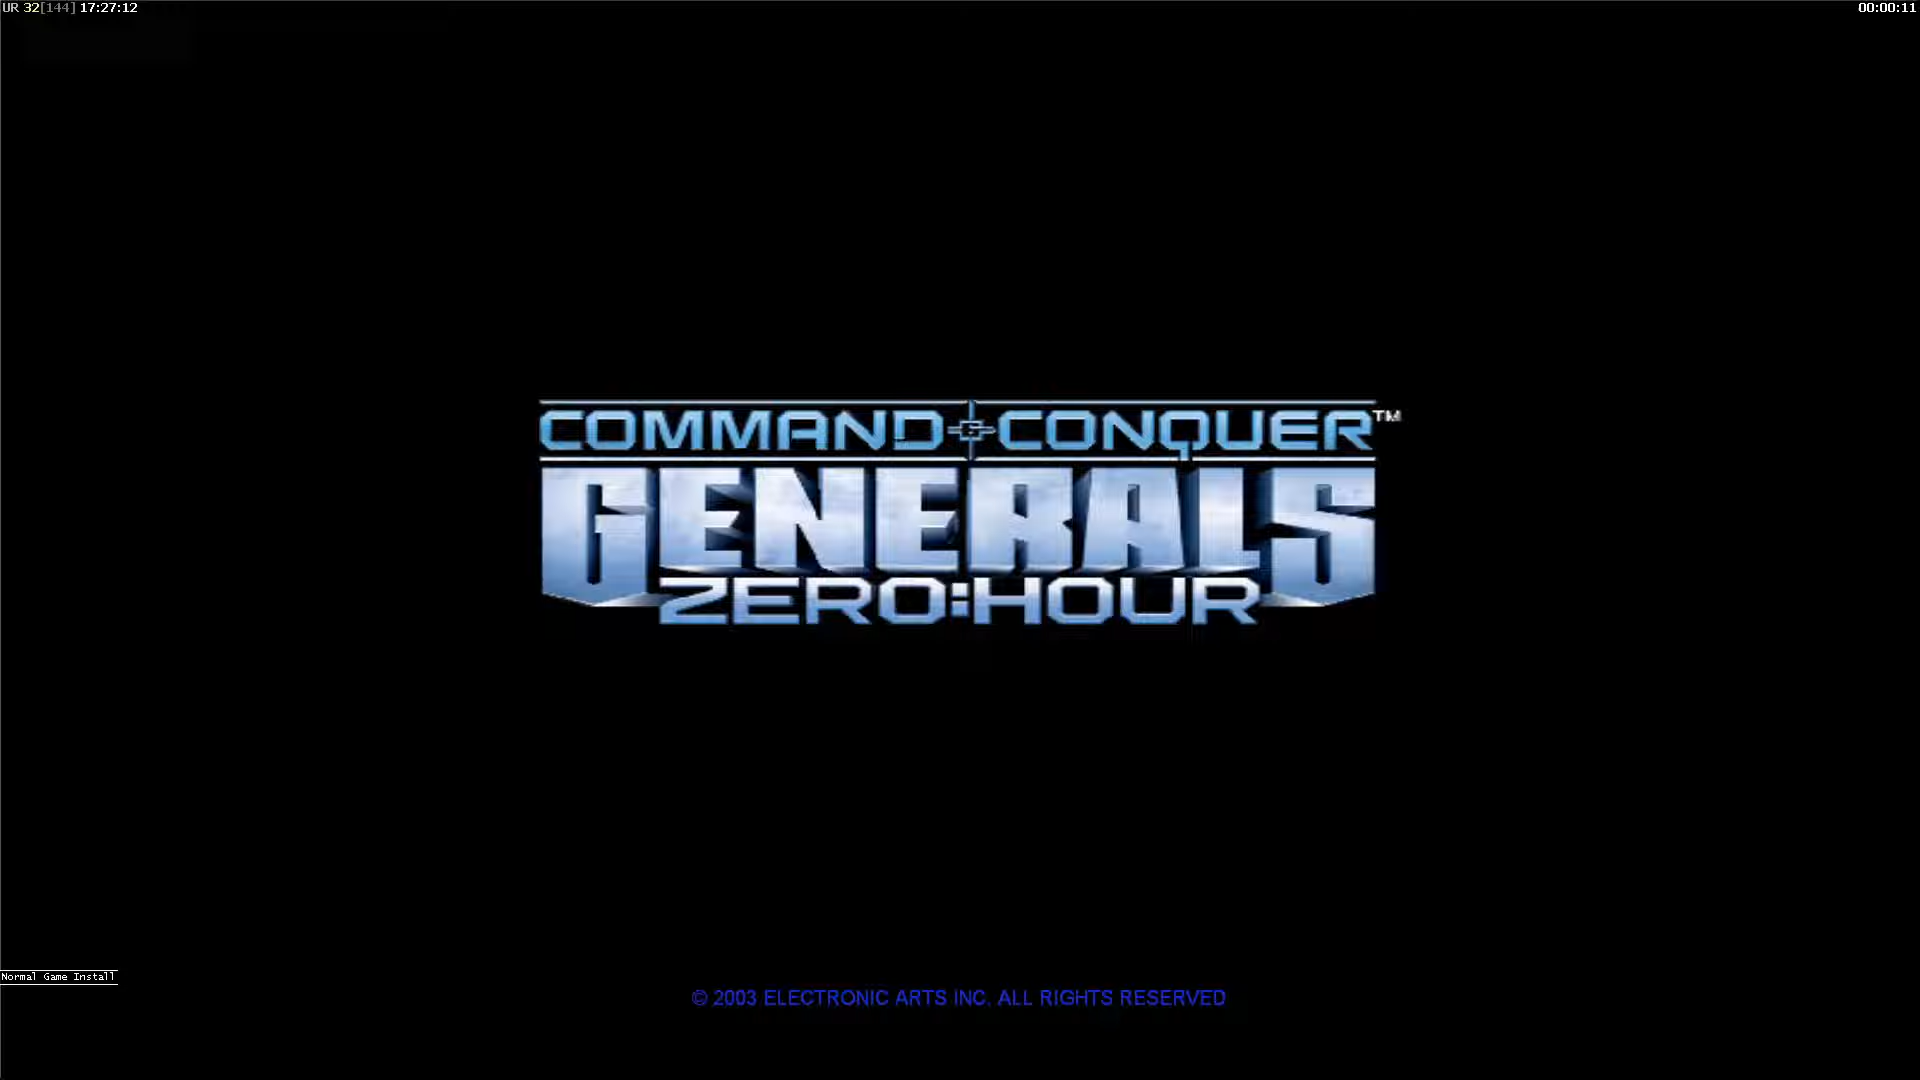 UR 32[144] 17:27:12
00:00:11
COMMAND CONQUER™
GENERALS
ZERO:HOUR
Normal Game Install
© 2003 ELECTRONIC ARTS INC. ALL RIGHTS RESERVED